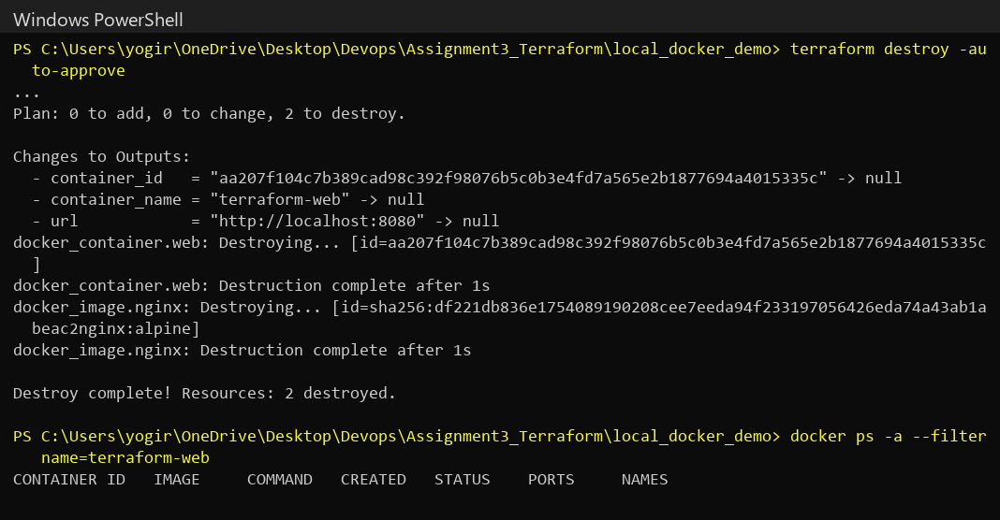 Windows PowerShell
PS C:\Users\yogir\OneDrive\Desktop\Devops\Assignment3_Terraform\local_docker_demo> terraform destroy -au
to-approve
...
Plan: 0 to add, 0 to change, 2 to destroy.
Changes to Outputs:
- container_id   = "aa207f104c7b389cad98c392f98076b5c0b3e4fd7a565e2b1877694a4015335c" -> null
- container_name = "terraform-web" -> null
- url            = "http://localhost:8080" -> null
docker_container.web: Destroying... [id=aa207f104c7b389cad98c392f98076b5c0b3e4fd7a565e2b1877694a4015335c
]
docker_container.web: Destruction complete after 1s
docker_image.nginx: Destroying... [id=sha256:df221db836e1754089190208cee7eeda94f233197056426eda74a43ab1a
beac2nginx:alpine]
docker_image.nginx: Destruction complete after 1s
Destroy complete! Resources: 2 destroyed.
PS C:\Users\yogir\OneDrive\Desktop\Devops\Assignment3_Terraform\local_docker_demo> docker ps -a --filter
name=terraform-web
CONTAINER ID   IMAGE     COMMAND   CREATED   STATUS    PORTS     NAMES